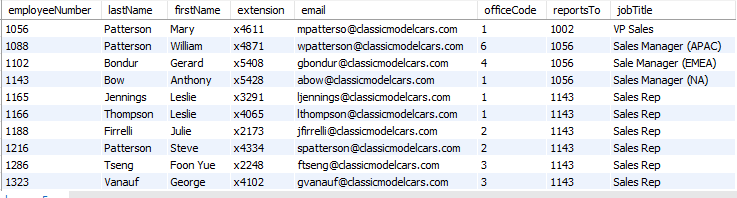 employeeNumber lastName firstName extension email officeCode reportsTo jobTitle
1056 Patterson Mary x4611 mpatterso@classicmodelcars.com 1 1002 VP Sales
1088 Patterson William x4871 wpatterson@classicmodelcars.com 6 1056 Sales Manager (APAC)
1102 Bondur Gerard x5408 gbondur@classicmodelcars.com 4 1056 Sale Manager (EMEA)
1143 Bow Anthony x5428 abow@classicmodelcars.com 1 1056 Sales Manager (NA)
1165 Jennings Leslie x3291 ljennings@classicmodelcars.com 1 1143 Sales Rep
1166 Thompson Leslie x4065 lthompson@classicmodelcars.com 1 1143 Sales Rep
1188 Firrelli Julie x2173 jfirrelli@classicmodelcars.com 2 1143 Sales Rep
1216 Patterson Steve x4334 spatterson@classicmodelcars.com 2 1143 Sales Rep
1286 Tseng Foon Yue x2248 ftseng@classicmodelcars.com 3 1143 Sales Rep
1323 Vanauf George x4102 gvanauf@classicmodelcars.com 3 1143 Sales Rep